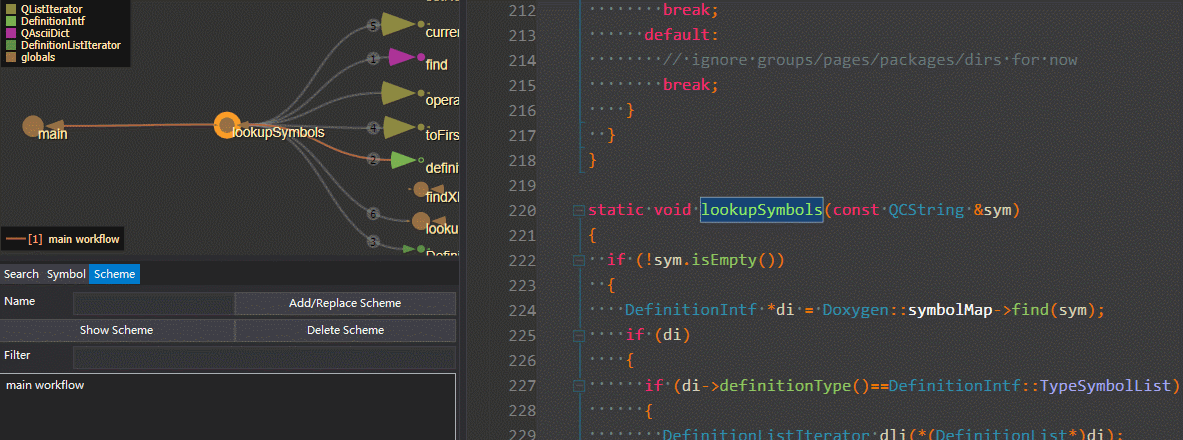 QListIterator
DefinitionIntf
QAsciiDict
DefinitionListIterator
globals
5
curre
1
find
opera
main
lookupSymbols
4
toFirs
2
defini
findXl
6
lookup
3
[1] main workflow
Search Symbol Scheme
Name
Add/Replace Scheme
Show Scheme
Delete Scheme
Filter
main workflow
212 break;
213 default:
214 // ignore groups/pages/packages/dirs for now
215 break;
216 }
217 }
218 }
219
220 static void lookupSymbols(const QCString &sym)
221 {
222 if (!sym.isEmpty())
223 {
224 DefinitionIntf *di = Doxygen::symbolMap->find(sym);
225 if (di)
226 {
227 if (di->definitionType()==DefinitionIntf::TypeSymbolList)
228 {
229 DefinitionListIterator dli(*(DefinitionList*)di);